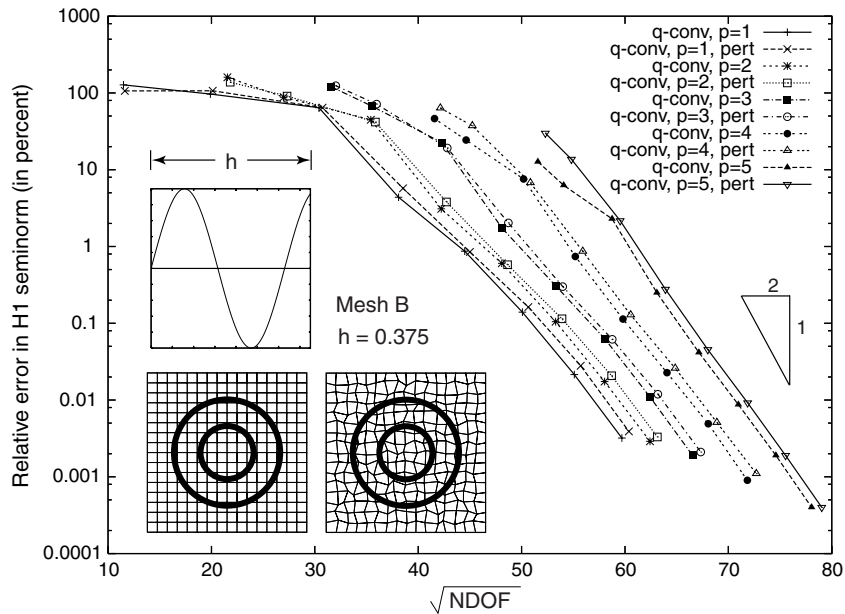 Relative error in H1 seminorm (in percent)
1000
100
10
1
0.1
0.01
0.001
0.0001
10 20 30 40 50 60 70 80
√NDOF
q-conv, p=1
q-conv, p=1, pert
q-conv, p=2
q-conv, p=2, pert
q-conv, p=3
q-conv, p=3, pert
q-conv, p=4
q-conv, p=4, pert
q-conv, p=5
q-conv, p=5, pert
h
Mesh B
h = 0.375
2
1